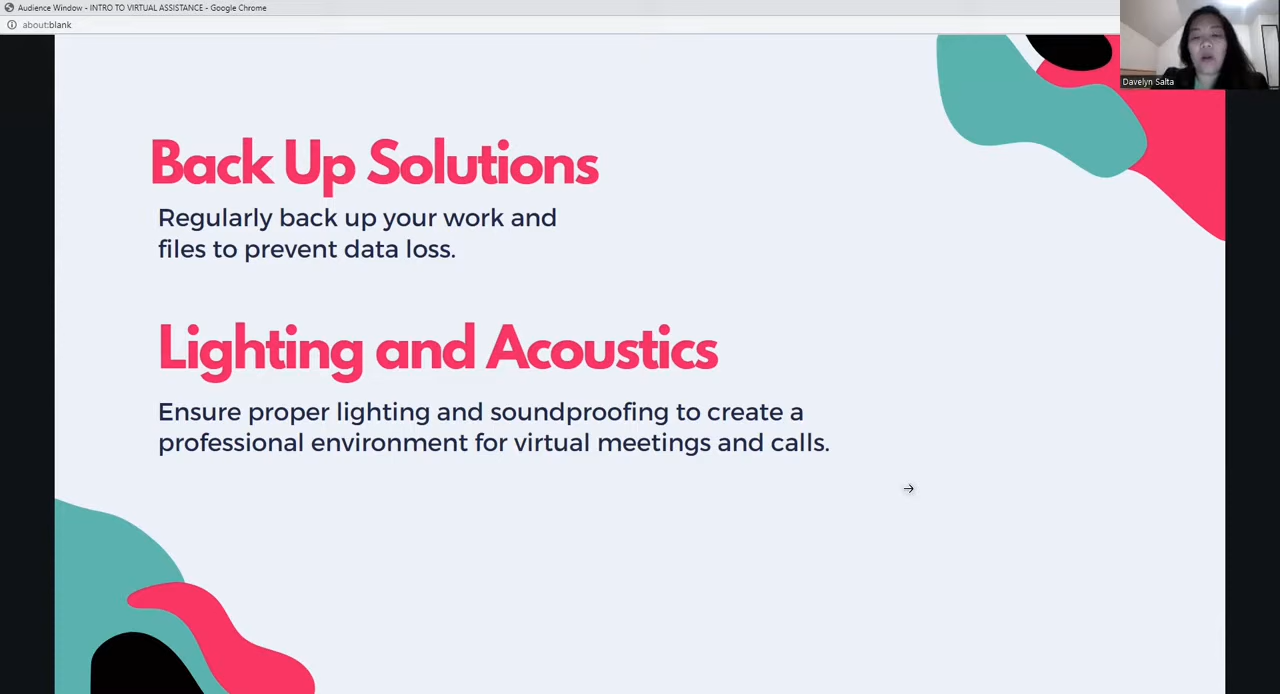 Audience Window - INTRO TO VIRTUAL ASSISTANCE - Google Chrome
about:blank
Davelyn Salta
Back Up Solutions
Regularly back up your work and
files to prevent data loss.
Lighting and Acoustics
Ensure proper lighting and soundproofing to create a
professional environment for virtual meetings and calls.